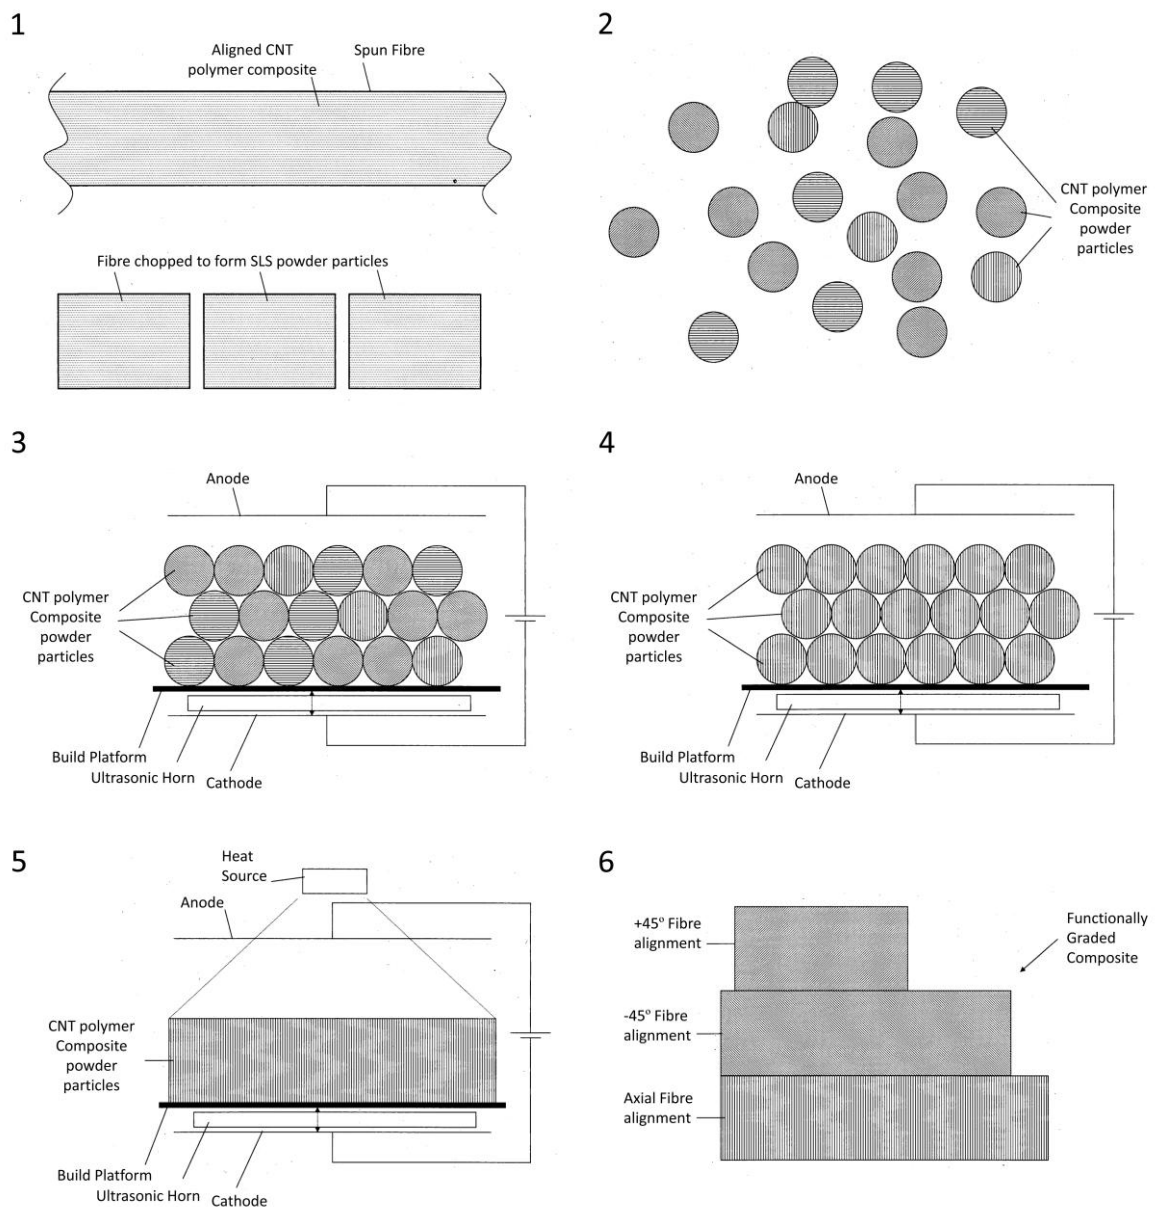 1
Aligned CNT
polymer composite
Spun Fibre
Fibre chopped to form SLS powder particles
2
CNT polymer
Composite
powder
particles
3
Anode
CNT polymer
Composite
powder
particles
Build Platform
Ultrasonic Horn
Cathode
4
Anode
CNT polymer
Composite
powder
particles
Build Platform
Ultrasonic Horn
Cathode
5
Heat
Source
Anode
CNT polymer
Composite
powder
particles
Build Platform
Ultrasonic Horn
Cathode
6
+45° Fibre
alignment
Functionally
Graded
Composite
-45° Fibre
alignment
Axial Fibre
alignment